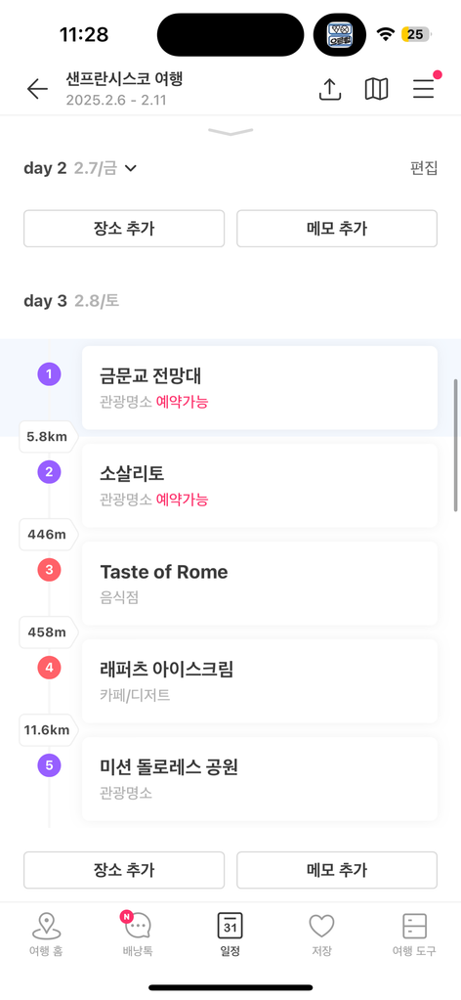 11:28
25
샌프란시스코 여행
2025.2.6 - 2.11
day 2 2.7/금
편집
장소 추가
메모 추가
day 3 2.8/토
1
금문교 전망대
관광명소 예약가능
5.8km
2
소살리토
관광명소 예약가능
446m
3
Taste of Rome
음식점
458m
4
래퍼츠 아이스크림
카페/디저트
11.6km
5
미션 돌로레스 공원
관광명소
장소 추가
메모 추가
N
31
여행 홈
배낭톡
일정
저장
여행 도구